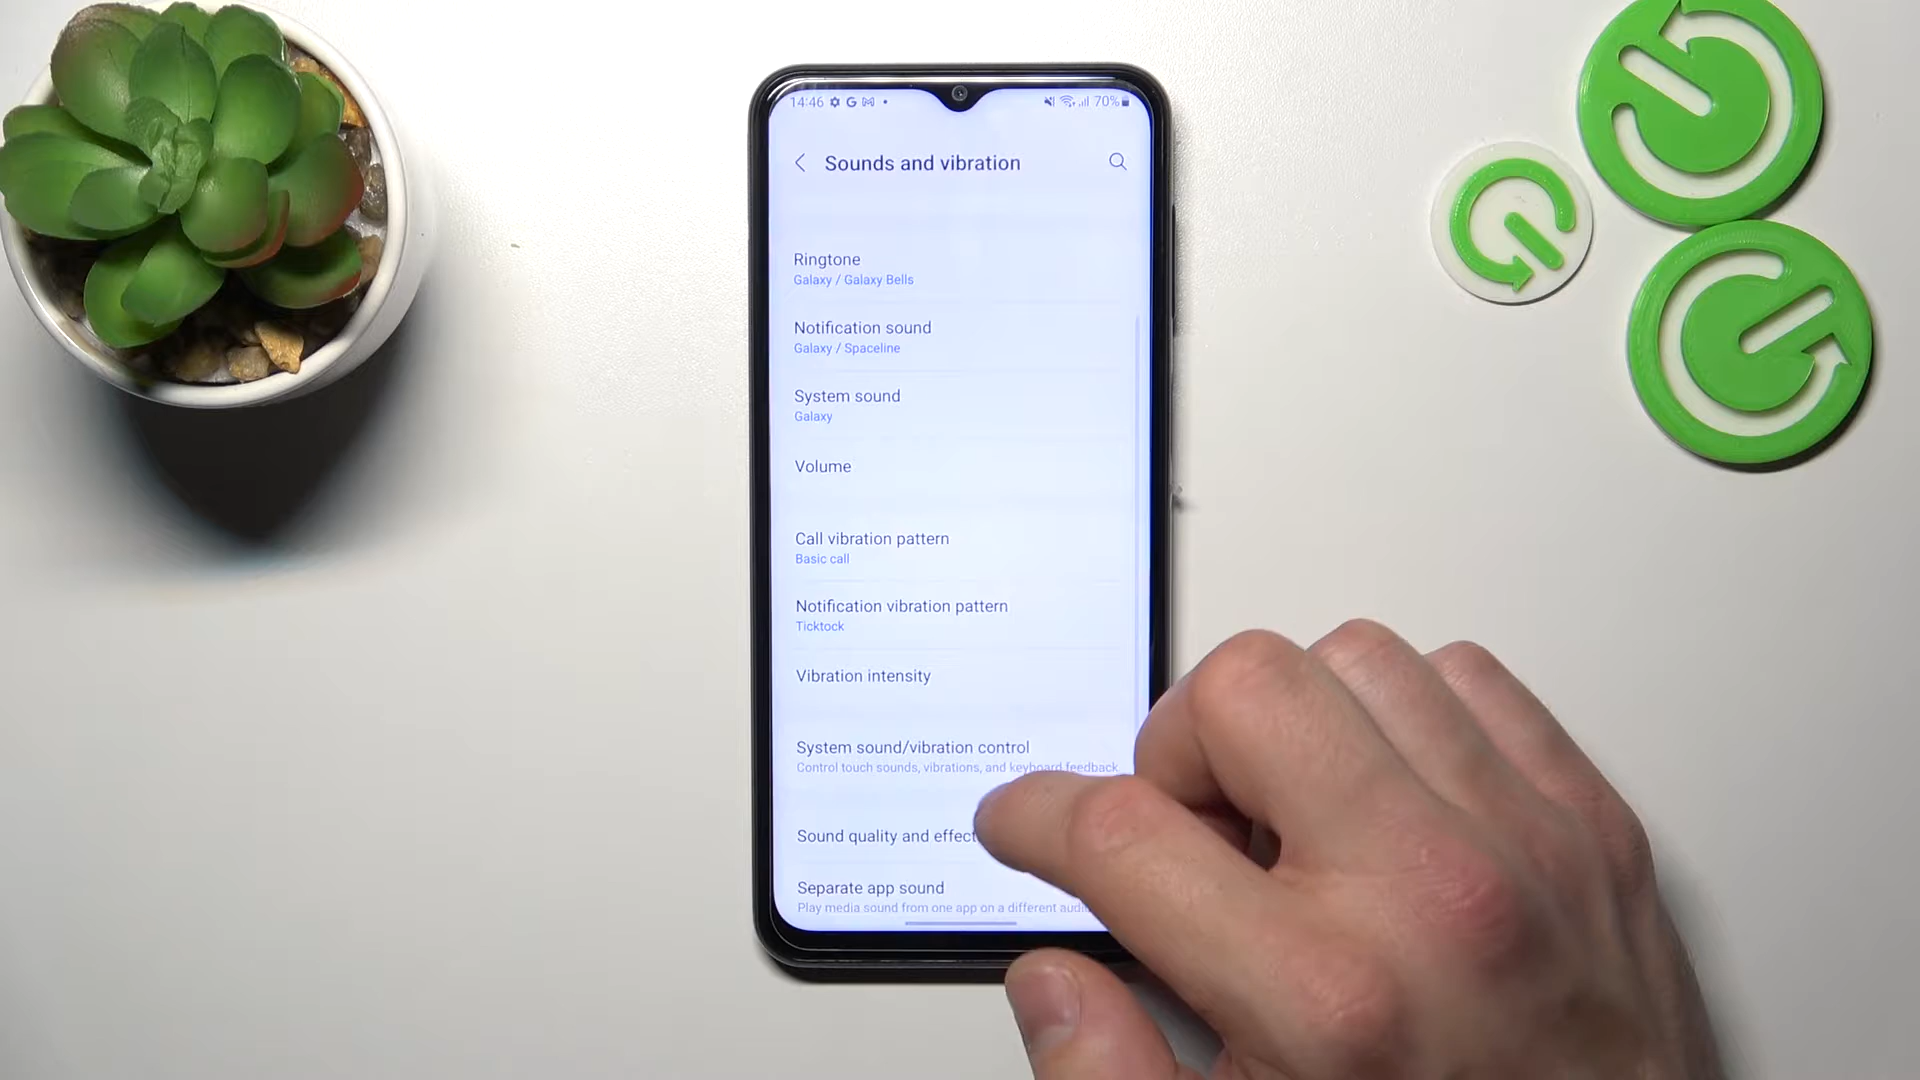 14:46 G 70%
Sounds and vibration
Ringtone
Galaxy / Galaxy Bells
Notification sound
Galaxy / Spaceline
System sound
Galaxy
Volume
Call vibration pattern
Basic call
Notification vibration pattern
Ticktock
Vibration intensity
System sound/vibration control
Control touch sounds, vibrations, and keyboard feedback
Sound quality and effect
Separate app sound
Play media sound from one app on a different